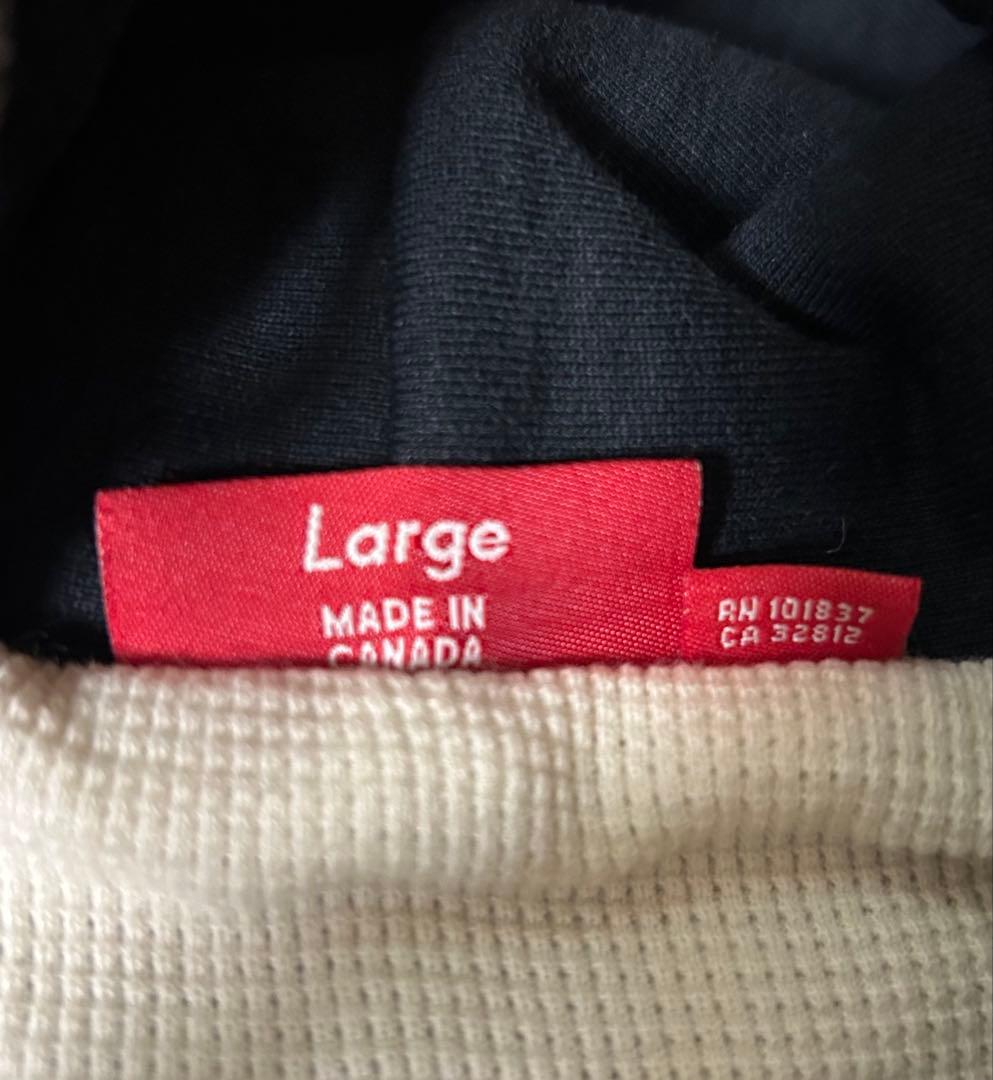 Large
MADE IN
CANADA
RN 101837
CA 32812